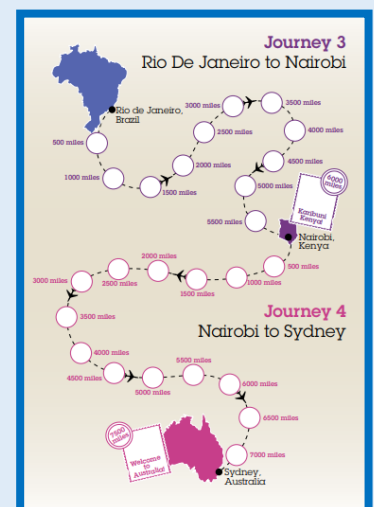 Journey 3
Rio De Janeiro to Nairobi
Rio de Janeiro,
Brazil
500 miles
1000 miles
1500 miles
2000 miles
2500 miles
3000 miles
3500 miles
4000 miles
4500 miles
5000 miles
5500 miles
6000
miles
Karibuni
Kenya!
Nairobi,
Kenya
500 miles
1000 miles
1500 miles
2000 miles
2500 miles
3000 miles
3500 miles
4000 miles
4500 miles
5000 miles
5500 miles
6000 miles
6500 miles
7000 miles
Journey 4
Nairobi to Sydney
7500
miles
Welcome
to
Australia!
Sydney,
Australia